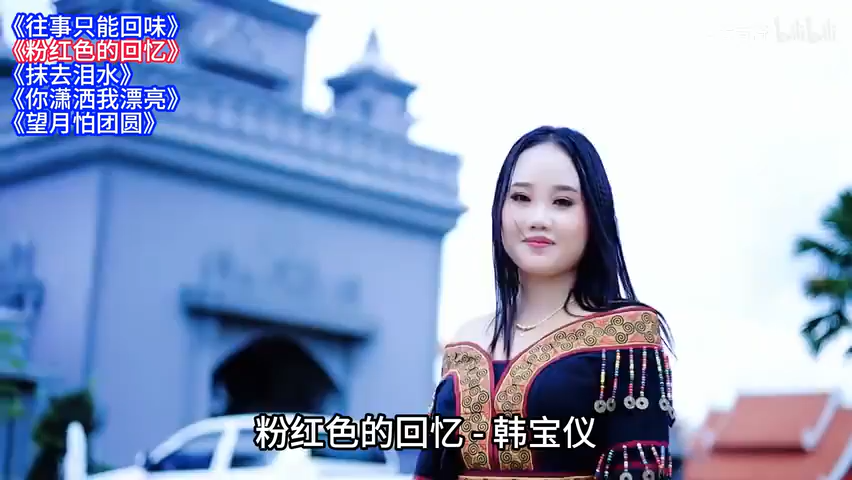 《往事只能回味》
《粉红色的回忆》
《抹去泪水》
《你潇洒我漂亮》
《望月怕团圆》
bilibili
粉红色的回忆 - 韩宝仪